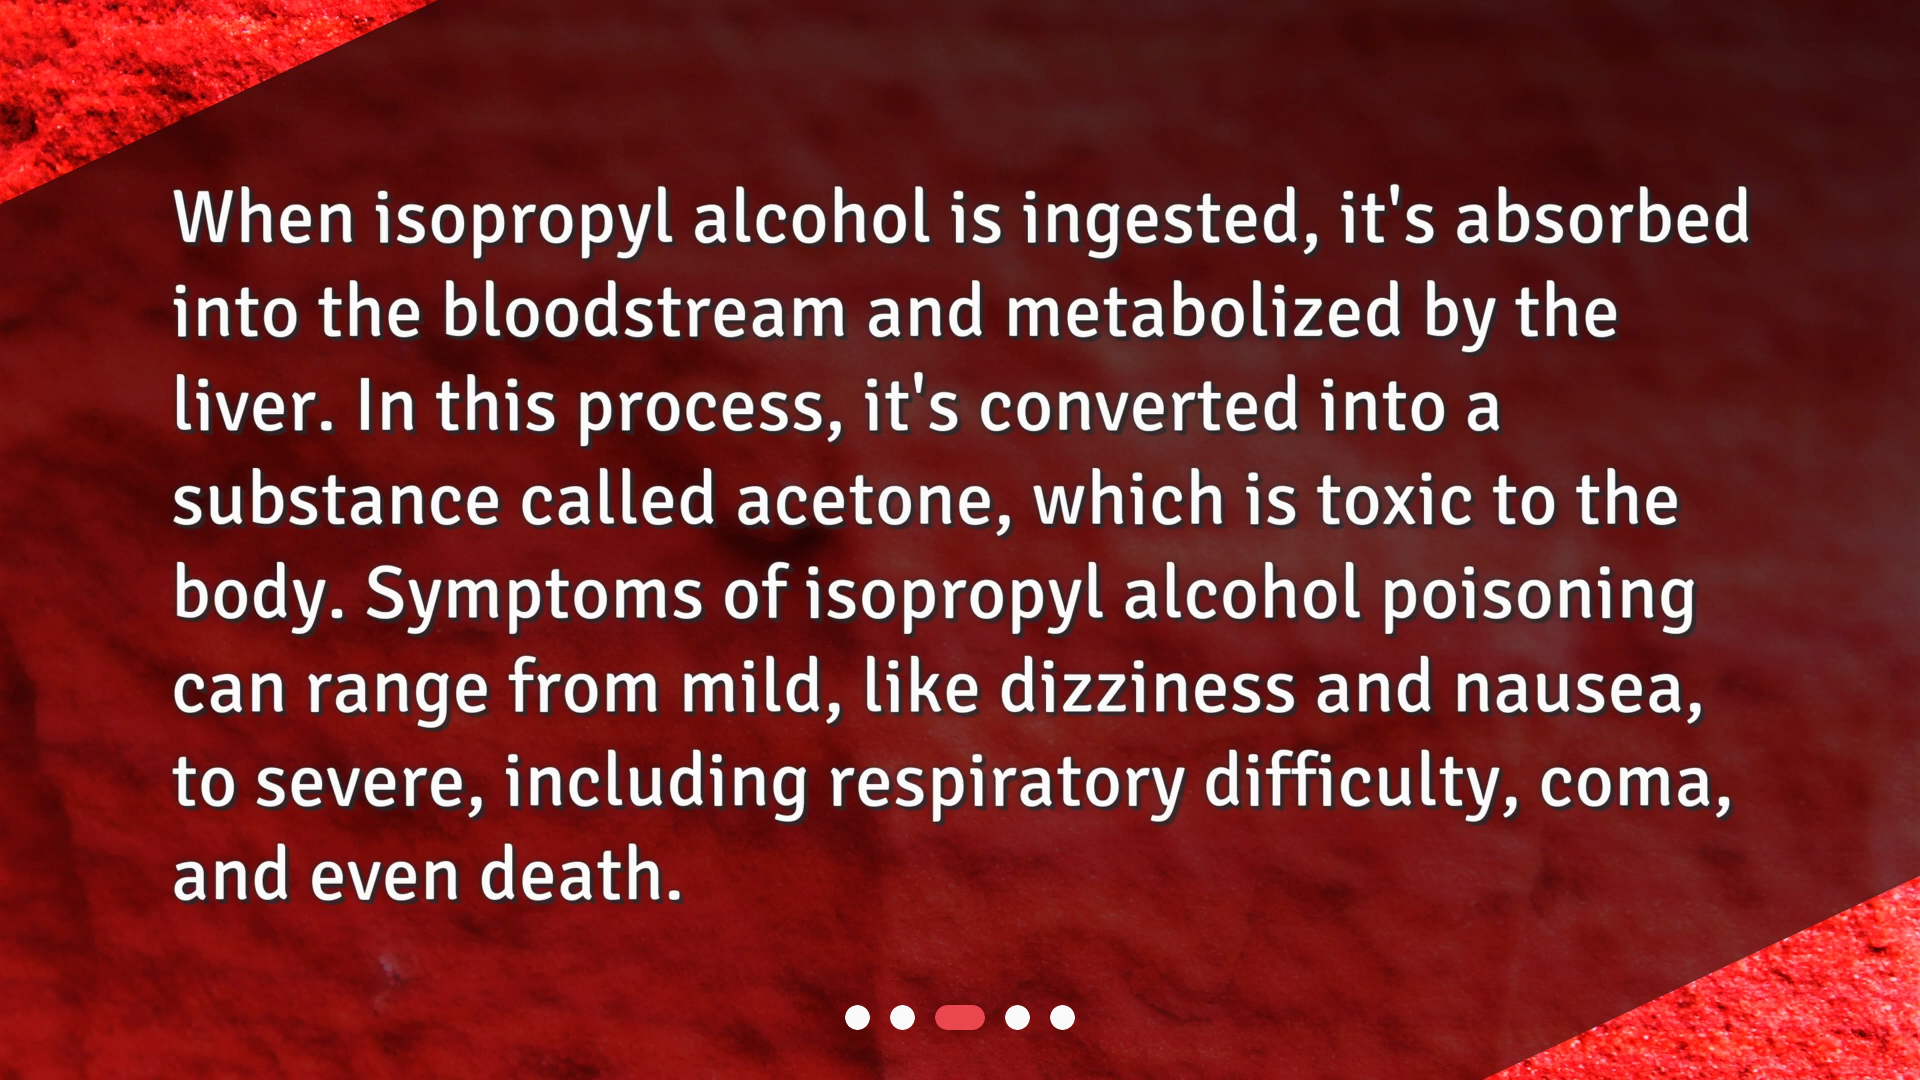 When isopropyl alcohol is ingested, it's absorbed
into the bloodstream and metabolized by the
liver. In this process, it's converted into a
substance called acetone, which is toxic to the
body. Symptoms of isopropyl alcohol poisoning
can range from mild, like dizziness and nausea,
to severe, including respiratory difficulty, coma,
and even death.